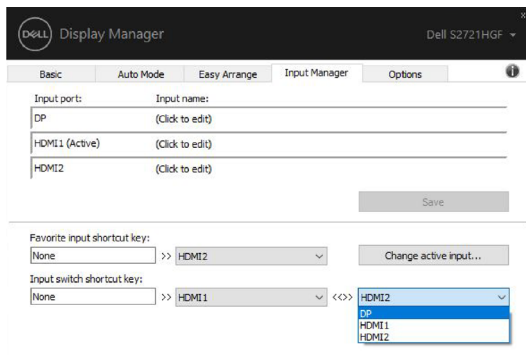 DELL Display Manager
Dell S2721HGF
Basic Auto Mode Easy Arrange Input Manager Options
Input port: Input name:
DP (Click to edit)
HDMI1 (Active) (Click to edit)
HDMI2 (Click to edit)
Save
Favorite input shortcut key:
None >> HDMI2 Change active input...
Input switch shortcut key:
None >> HDMI1 <<>> HDMI2
DP
HDMI1
HDMI2